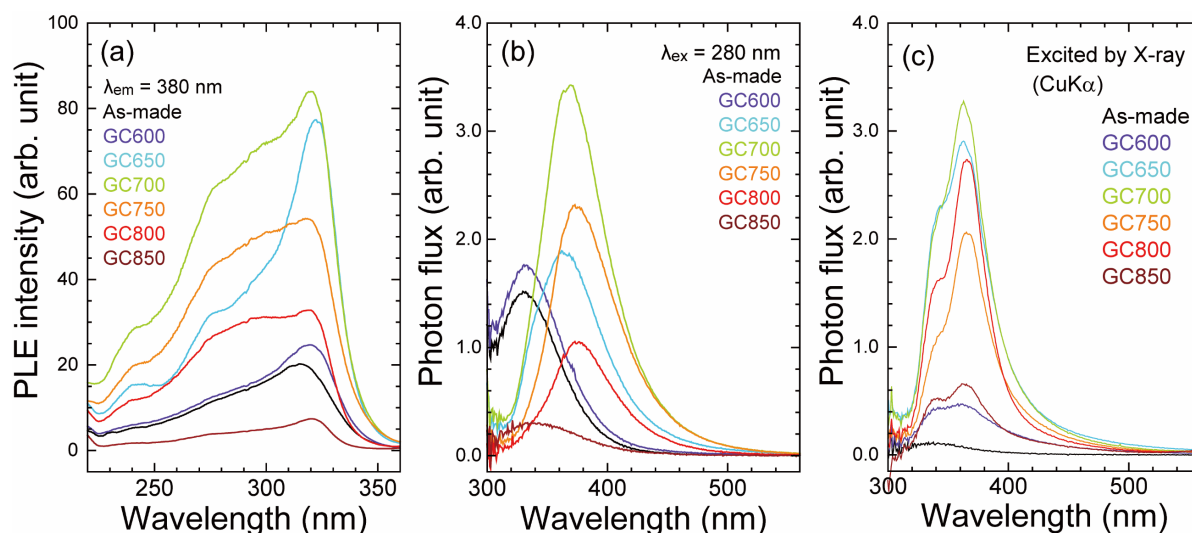 (a)
λem = 380 nm
As-made
GC600
GC650
GC700
GC750
GC800
GC850
PLE intensity (arb. unit)
100
80
60
40
20
0
250
300
350
Wavelength (nm)
(b)
λex = 280 nm
As-made
GC600
GC650
GC700
GC750
GC800
GC850
Photon flux (arb. unit)
4.0
3.0
2.0
1.0
0.0
300
400
500
Wavelength (nm)
(c)
Excited by X-ray
(CuKα)
As-made
GC600
GC650
GC700
GC750
GC800
GC850
Photon flux (arb. unit)
4.0
3.0
2.0
1.0
0.0
300
400
500
Wavelength (nm)